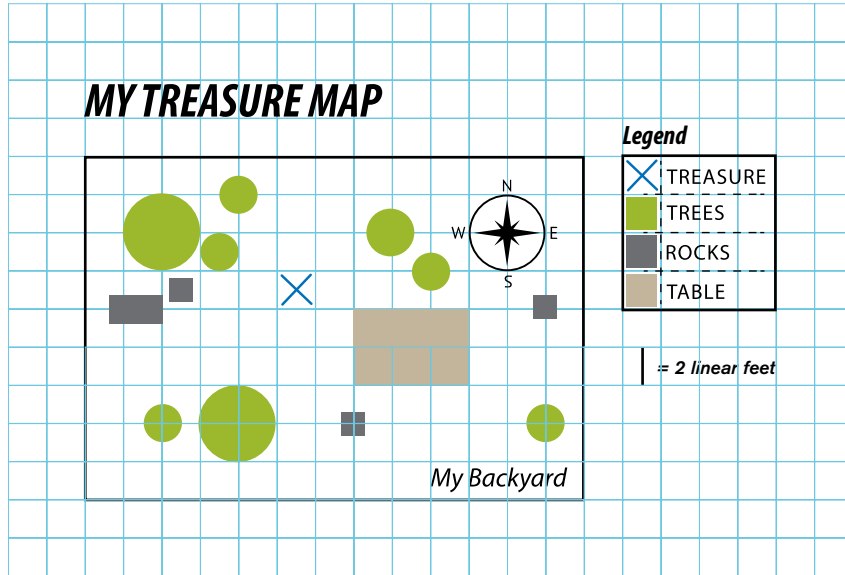 MY TREASURE MAP
Legend
TREASURE
TREES
ROCKS
TABLE
= 2 linear feet
N
W E
S
My Backyard